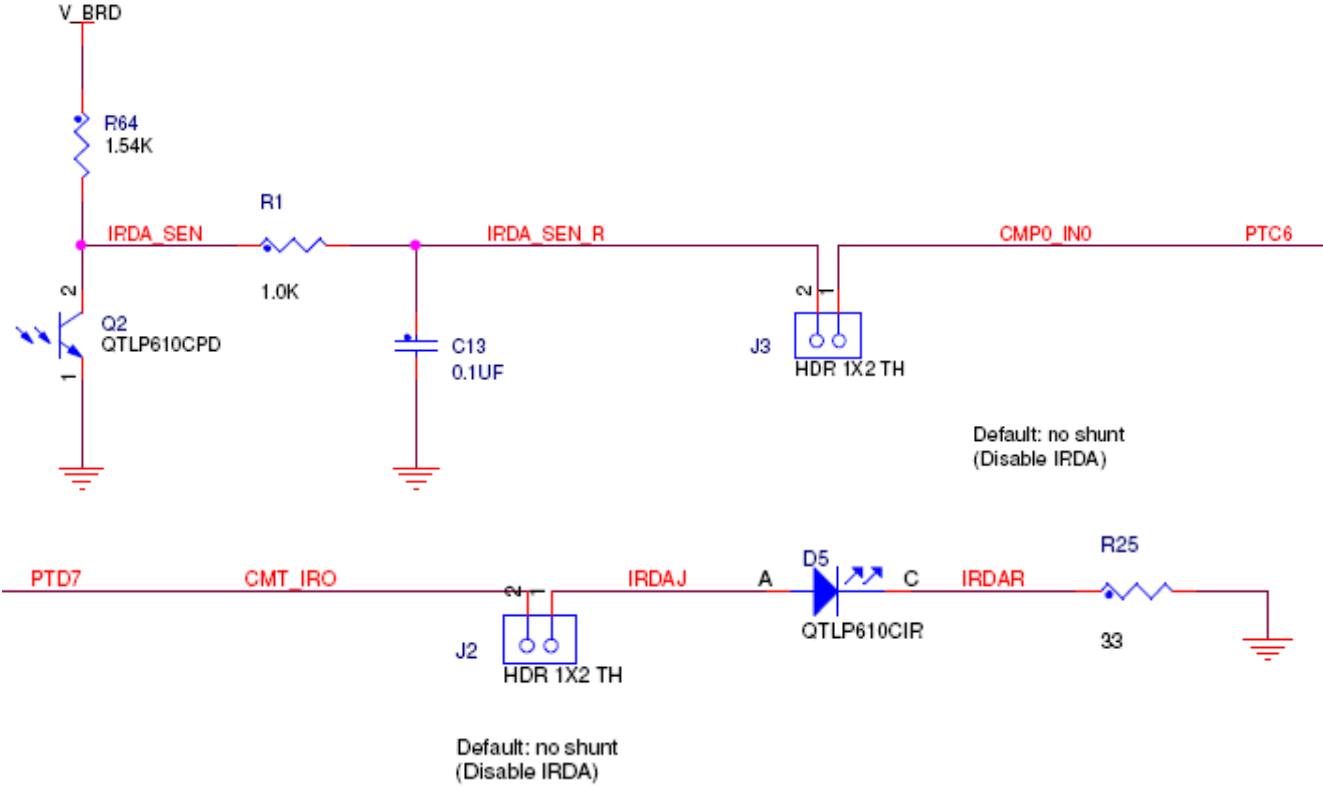 V_BRD
R64
1.54K
R1
IRDA_SEN
IRDA_SEN_R
CMP0_IN0
PTC6
1.0K
2
2
1
Q2
QTLP610CPD
1
C13
0.1UF
J3
HDR 1X2 TH
Default: no shunt
(Disable IRDA)
PTD7
CMT_IRO
2
1
IRDAJ
A
D5
C
IRDAR
R25
QTLP610CIR
33
J2
HDR 1X2 TH
Default: no shunt
(Disable IRDA)